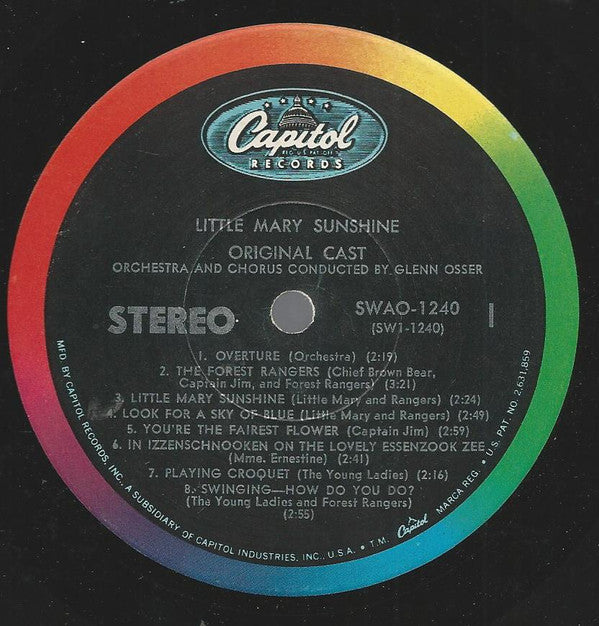 Capitol
REG. U.S. PAT. OFF.
RECORDS
LITTLE MARY SUNSHINE
ORIGINAL CAST
ORCHESTRA AND CHORUS CONDUCTED BY GLENN OSSER
STEREO
SWAO-1240
(SW1-1240)
1. OVERTURE (Orchestra) (2:19)
2. THE FOREST RANGERS (Chief Brown Bear,
Captain Jim, and Forest Rangers) (3:21)
3. LITTLE MARY SUNSHINE (Little Mary and Rangers) (2:24)
4. LOOK FOR A SKY OF BLUE (Little Mary and Rangers) (2:49)
5. YOU'RE THE FAIREST FLOWER (Captain Jim) (2:59)
6. IN IZZENSCHNOOKEN ON THE LOVELY ESSENZOOK ZEE
(Mme. Ernestine) (2:41)
7. PLAYING CROQUET (The Young Ladies) (2:16)
8. SWINGING—HOW DO YOU DO?
(The Young Ladies and Forest Rangers)
(2:55)
MFD. BY CAPITOL RECORDS, INC., A SUBSIDIARY OF CAPITOL INDUSTRIES, INC., U.S.A. • T.M. Capitol MARCA REG. • U.S. PAT. NO. 2,631,859